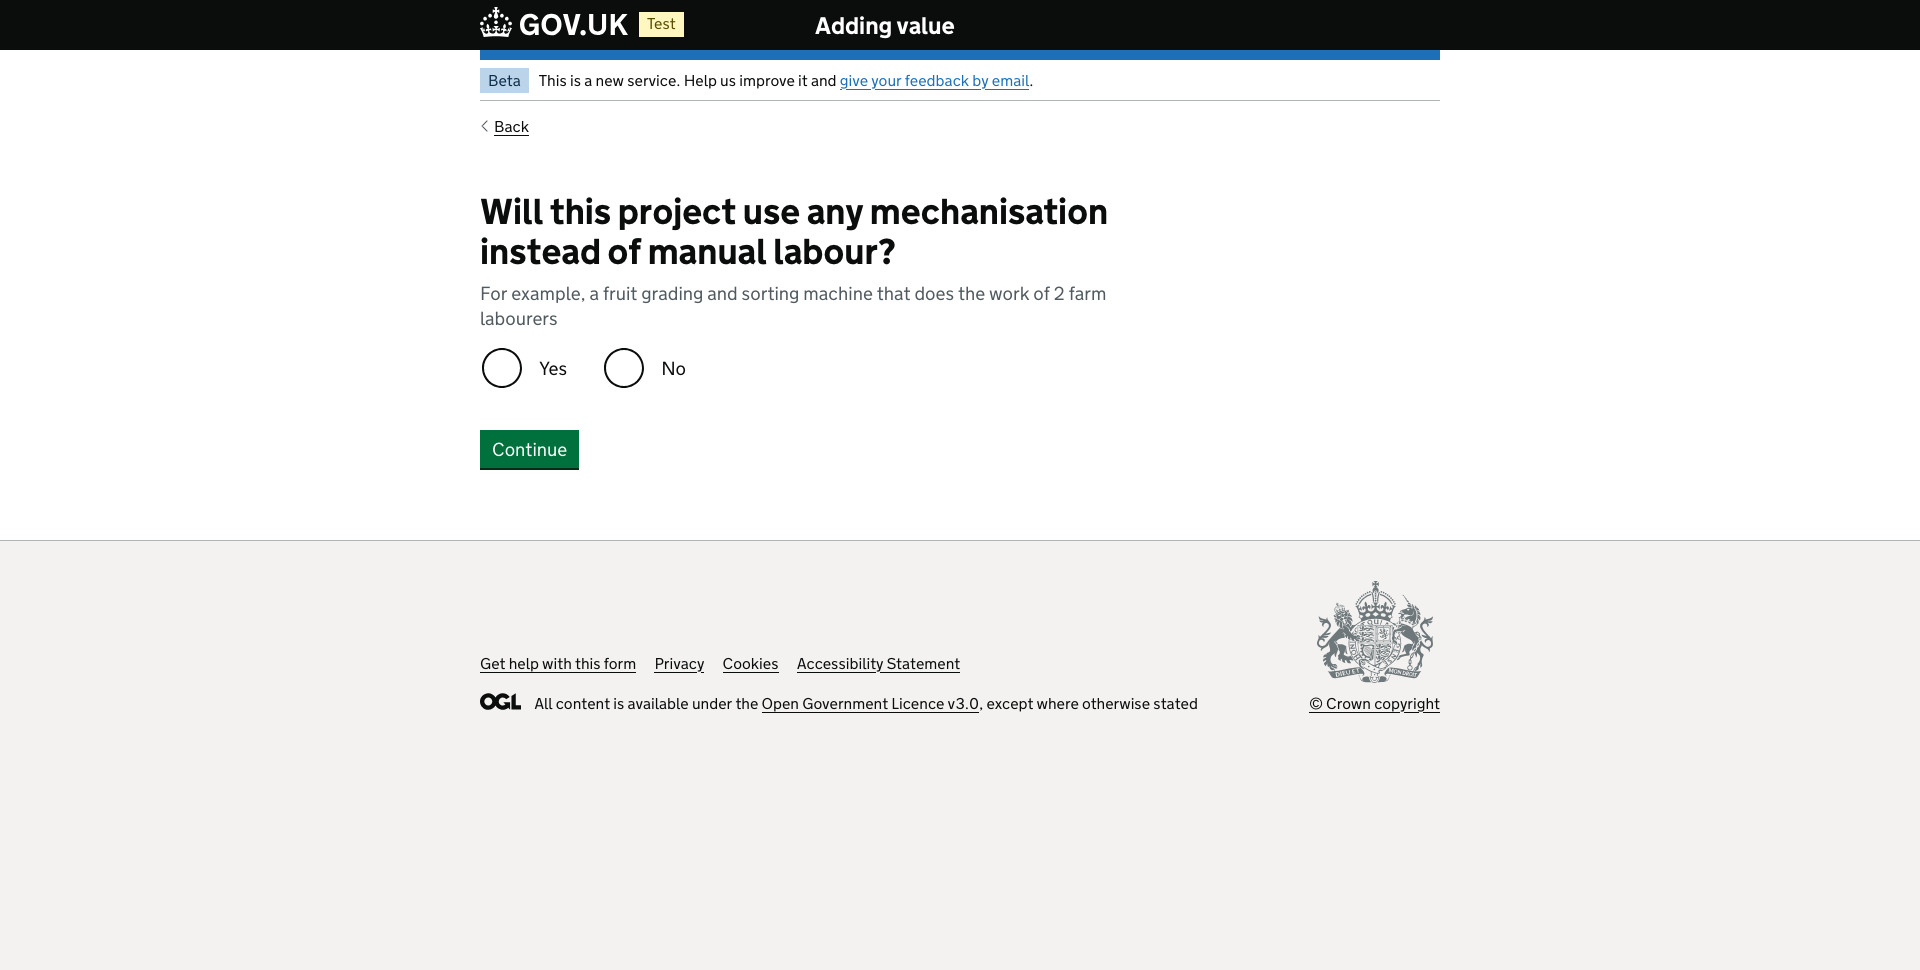 GOV.UK Test Adding value
Beta This is a new service. Help us improve it and give your feedback by email.
Back
Will this project use any mechanisation
instead of manual labour?
For example, a fruit grading and sorting machine that does the work of 2 farm
labourers
Yes No
Continue
Get help with this form Privacy Cookies Accessibility Statement
OGL All content is available under the Open Government Licence v3.0, except where otherwise stated
© Crown copyright